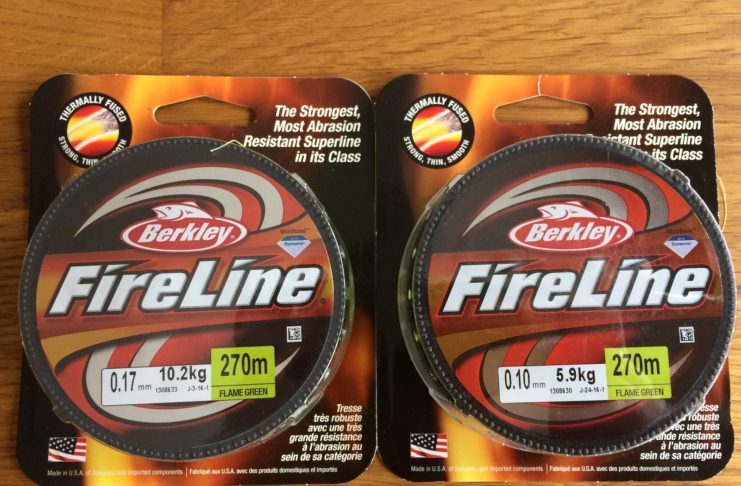 THERMALLY FUSED
STRONG, THIN, SMOOTH
The Strongest,
Most Abrasion
Resistant Superline
in its Class
Berkley®
Microfused™
Dyneema®
FireLine®
0.17 mm 10.2kg 270m
1308633 J-3-16-1 FLAME GREEN
Tresse
très robuste
avec une très
grande résistance
à l'abrasion au
sein de sa catégorie
Made in U.S.A. of Domestic and imported components | Fabriqué aux U.S.A. avec des produits domestiques et importés
THERMALLY FUSED
STRONG, THIN, SMOOTH
The Strongest,
Most Abrasion
Resistant Superline
in its Class
Berkley®
Microfused™
Dyneema®
FireLine
0.10 mm 5.9kg 270m
1308630 J-24-16-1 FLAME GREEN
Tresse
très robuste
avec une très
grande résistance
à l'abrasion au
sein de sa catégorie
Made in U.S.A. of Domestic and imported components | Fabriqué aux U.S.A. avec des produits domestiques et importés